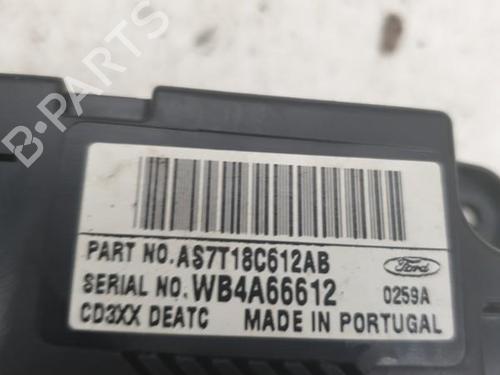 B-PARTS
PART NO. AS7T18C612AB
Ford
SERIAL NO. WB4A66612 0259A
CD3XX DEATC MADE IN PORTUGAL